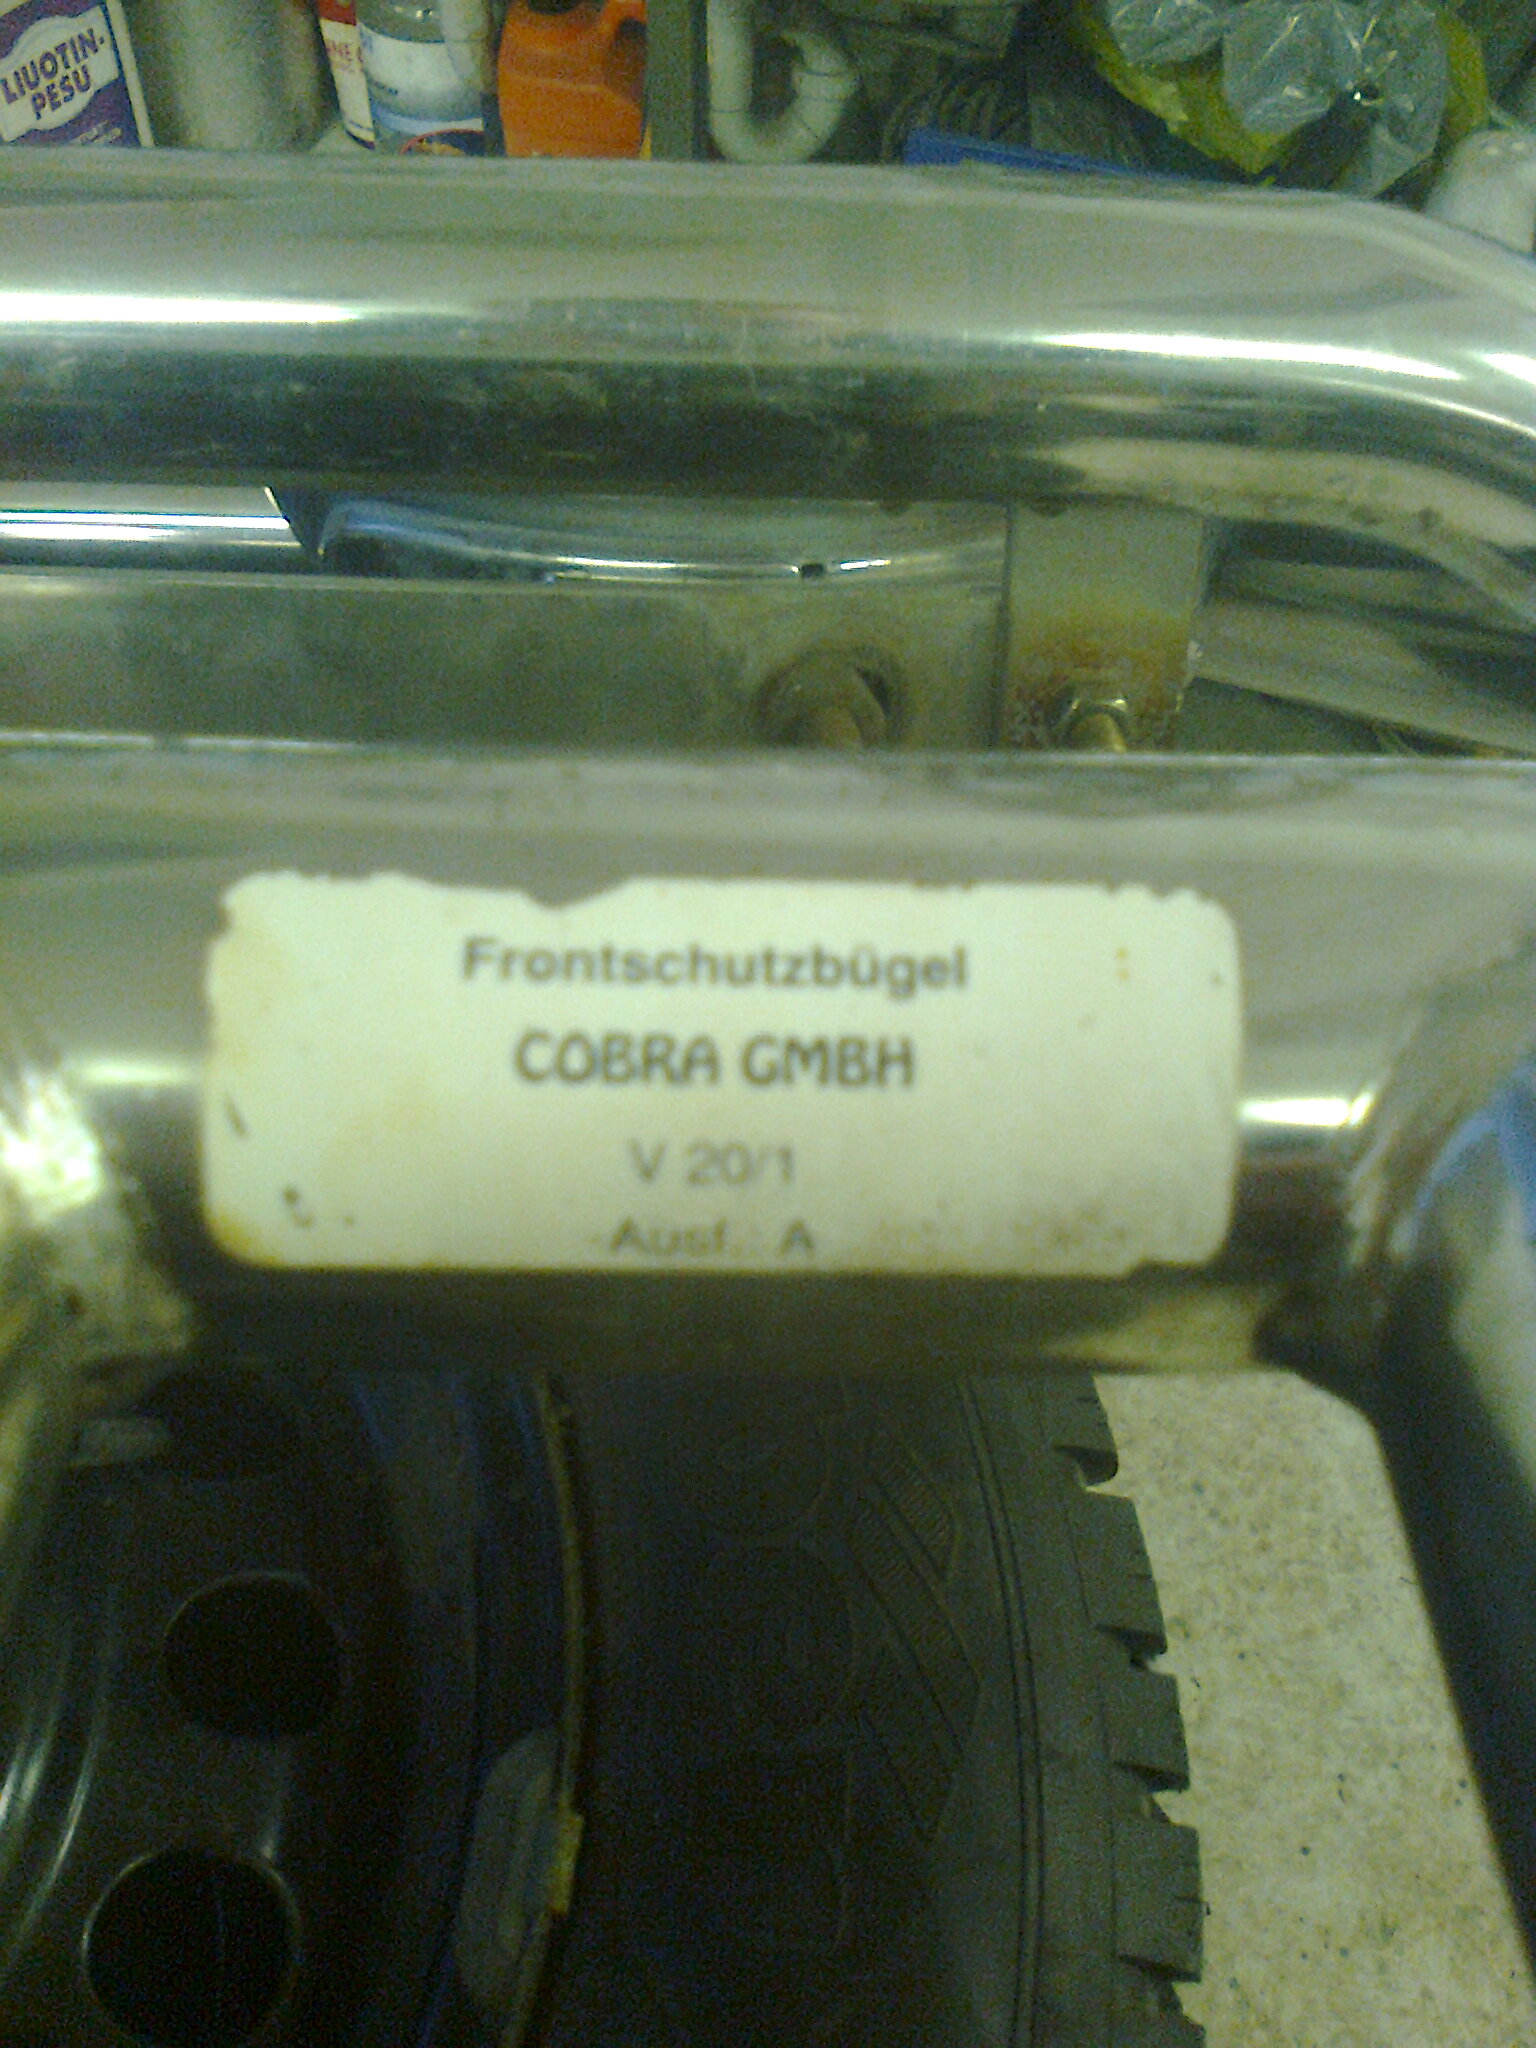 LIUOTIN-
PESU
Frontschutzbügel
COBRA GMBH
V 20/1
Ausf.: A